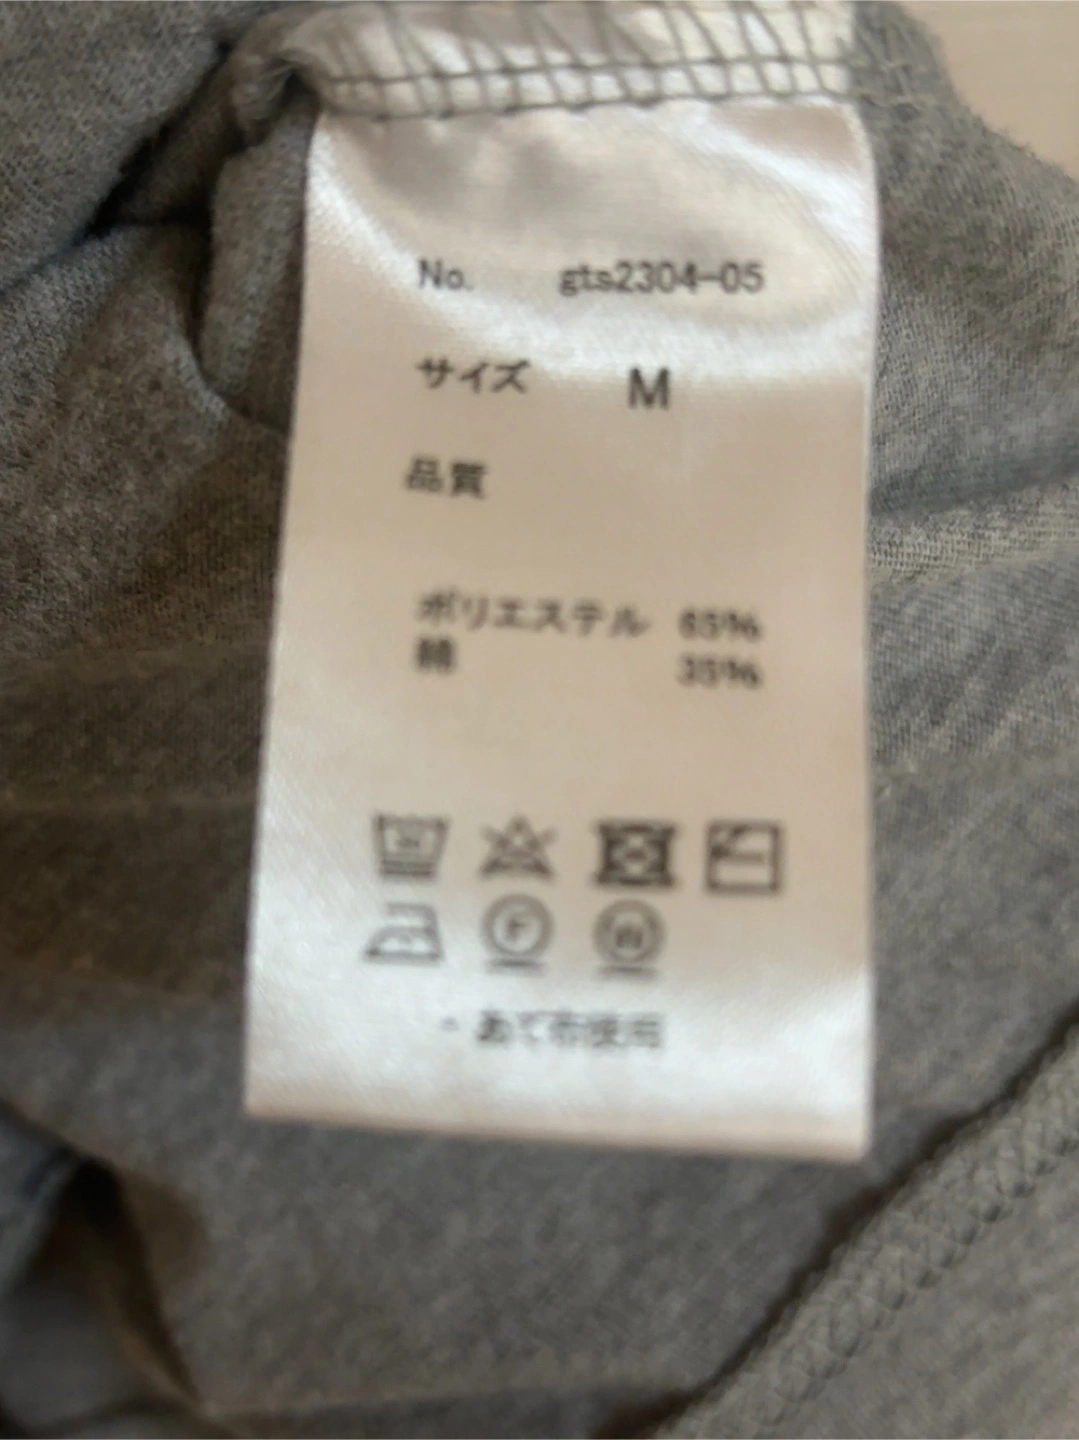 No. gts2304-05
サイズ M
品質
ポリエステル 65%
綿 35%
F W
・あて布使用